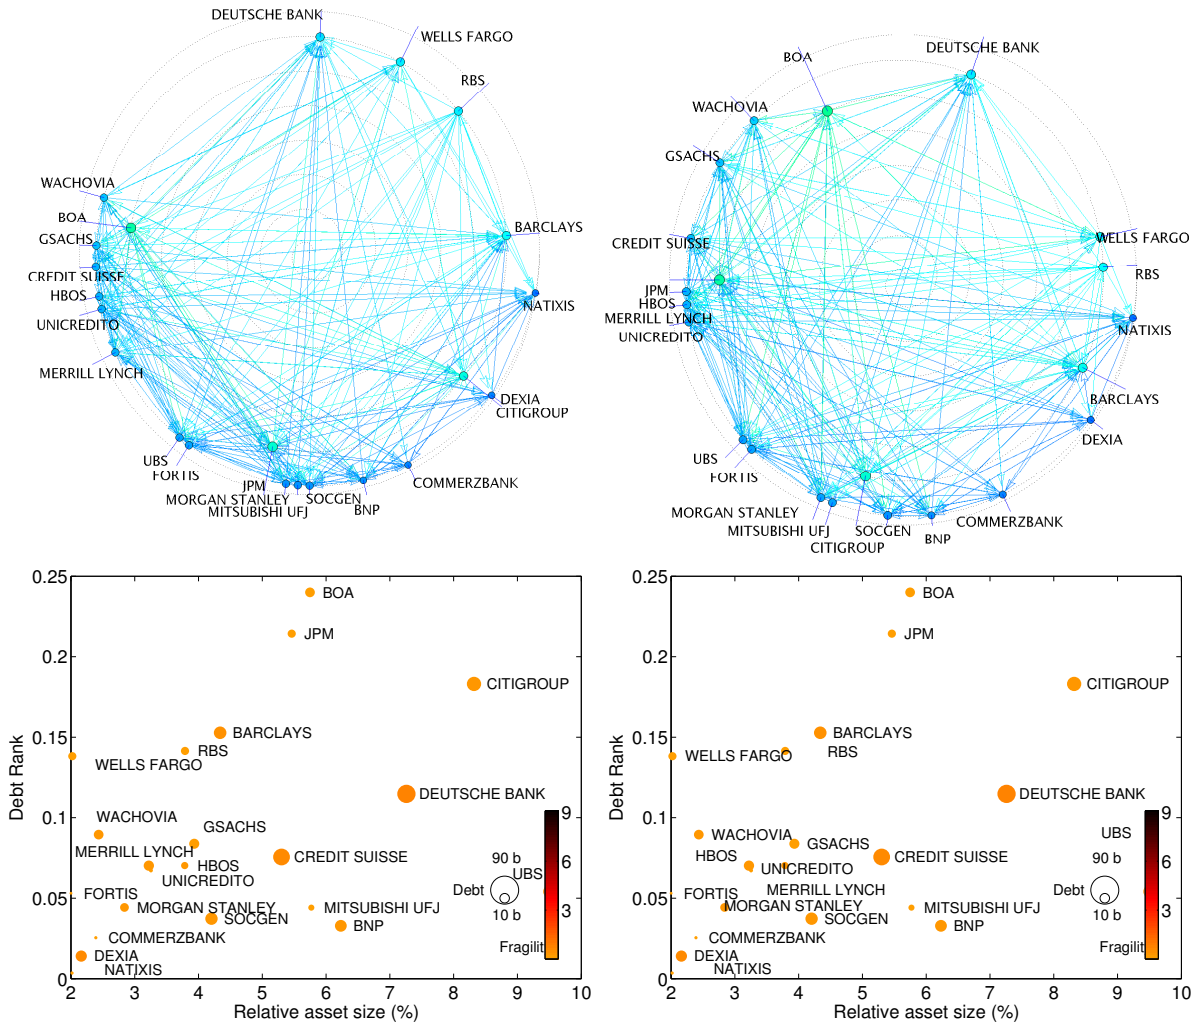 DEUTSCHE BANK
WELLS FARGO
RBS
WACHOVIA
BOA
GSACHS
CREDIT SUISSE
HBOS
UNICREDITO
MERRILL LYNCH
BARCLAYS
NATIXIS
DEXIA
CITIGROUP
UBS
FORTIS
JPM
MORGAN STANLEY
MITSUBISHI UFJ
SOCGEN
BNP
COMMERZBANK
DEUTSCHE BANK
BOA
WACHOVIA
GSACHS
CREDIT SUISSE
JPM
HBOS
MERRILL LYNCH
UNICREDITO
WELLS FARGO
RBS
NATIXIS
BARCLAYS
DEXIA
UBS
FORTIS
MORGAN STANLEY
MITSUBISHI UFJ
CITIGROUP
SOCGEN
BNP
COMMERZBANK
0.25
0.2
0.15
0.1
0.05
0
Debt Rank
BOA
JPM
CITIGROUP
BARCLAYS
RBS
WELLS FARGO
DEUTSCHE BANK
WACHOVIA
GSACHS
MERRILL LYNCH
HBOS
CREDIT SUISSE
UNICREDITO
FORTIS
MORGAN STANLEY
SOCGEN
MITSUBISHI UFJ
BNP
COMMERZBANK
DEXIA
NATIXIS
UBS
90 b
Debt
10 b
9
6
3
Fragilit
2 3 4 5 6 7 8 9 10
Relative asset size (%)
0.25
0.2
0.15
0.1
0.05
0
Debt Rank
BOA
JPM
CITIGROUP
BARCLAYS
RBS
WELLS FARGO
DEUTSCHE BANK
WACHOVIA
GSACHS
HBOS
CREDIT SUISSE
UNICREDITO
MERRILL LYNCH
FORTIS
MORGAN STANLEY
SOCGEN
MITSUBISHI UFJ
BNP
COMMERZBANK
DEXIA
NATIXIS
UBS
90 b
Debt
10 b
9
6
3
Fragilit
2 3 4 5 6 7 8 9 10
Relative asset size (%)